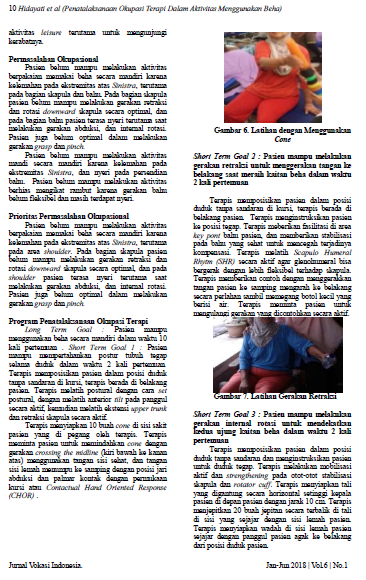 10 Hidayati et al (Penatalaksanaan Okupasi Terapi Dalam Aktivitas Menggunakan Beha)
aktivitas leisure terutama untuk mengunjungi
kerabatnya.
Permasalahan Okupasional
Pasien belum mampu melakukan aktivitas
berpakaian memakai beha secara mandiri karena
kelemahan pada ekstremitas atas Sinistra, terutama
pada bagian skapula dan bahu. Pada bagian skapula
pasien belum mampu melakukan gerakan retraksi
dan rotasi downward skapula secara optimal, dan
pada bagian bahu pasien terasa nyeri terutama saat
melakukan gerakan abduksi, dan internal rotasi.
Pasien juga belum optimal dalam melakukan
gerakan grasp dan pinch.
Pasien belum mampu melakukan aktivitas
mandi secara mandiri karena kelemahan pada
ekstremitas Sinistra, dan nyeri pada persendian
bahu. Pasien belum mampu melakukan aktivitas
berhias mengikat rambut karena gerakan bahu
belum fleksibel dan masih terdapat nyeri.
Prioritas Permasalahan Okupasional
Pasien belum mampu melakukan aktivitas
berpakaian memakai beha secara mandiri karena
kelemahan pada ekstremitas atas Sinistra, terutama
pada area shoulder. Pada bagian skapula pasien
belum mampu melakukan gerakan retraksi dan
rotasi downward skapula secara optimal, dan pada
shoulder pasien terasa nyeri terutama saat
melakukan gerakan abduksi, dan internal rotasi.
Pasien juga belum optimal dalam melakukan
gerakan grasp dan pinch.
Program Penatalaksanaan Okupasi Terapi
Long Term Goal : Pasien mampu
menggunakan beha secara mandiri dalam waktu 10
kali pertemuan . Short Term Goal 1 : Pasien
mampu mempertahankan postur tubuh tegap
selama duduk dalam waktu 2 kali pertemuan.
Terapis memposisikan pasien dalam posisi duduk
tanpa sandaran di kursi, terapis berada di belakang
pasien. Terapis melatih postural dengan cara set
postural, dengan melatih anterior tilt pada panggul
secara aktif, kemudian melatih ekstensi upper trunk
dan retraksi skapula secara aktif.
Terapis menyiapkan 10 buah cone di sisi sakit
pasien yang di pegang oleh terapis. Terapis
meminta pasien untuk memindahkan cone dengan
gerakan crossing the midline (kiri bawah ke kanan
atas) menggunakan tangan sisi sehat, dan tangan
sisi lemah menumpu ke samping dengan posisi jari
abduksi dan palmar kontak dengan permukaan
kursi atau Contactual Hand Oriented Response
(CHOR) .
Gambar 6. Latihan dengan Menggunakan
Cone
Short Term Goal 2 : Pasien mampu melakukan
gerakan retraksi untuk menggerakan tangan ke
belakang saat meraih kaitan beha dalam waktu
2 kali pertemuan
Terapis memposisikan pasien dalam posisi
duduk tanpa sandaran di kursi, terapis berada di
belakang pasien. Terapis menginstruksikan pasien
ke posisi tegap. Terapis meberikan fasilitasi di area
key pont bahu pasien, dan memberikan stabilisasi
pada bahu yang sehat untuk mencegah terjadinya
kompensasi. Terapis melatih Scapulo Humeral
Rhytm (SHR) secara aktif agar glenohumeral bisa
bergerak dengan lebih fleksibel terhadap skapula.
Terapis memberikan contoh dengan menggerakkan
tangan pasien ke samping mengarah ke belakang
secara perlahan sambil memegang botol kecil yang
berisi air. Terapis meminta pasien untuk
mengulangi gerakan yang dicontohkan secara aktif.
Gambar 7. Latihan Gerakan Retraksi
Short Term Goal 3 : Pasien mampu melakukan
gerakan internal rotasi untuk mendekatkan
kedua ujung kaitan beha dalam waktu 2 kali
pertemuan
Terapis memposisikan pasien dalam posisi
duduk tanpa sandaran dan menginstruksikan pasien
untuk duduk tegap. Terapis melakukan mobilisasi
aktif dan strengthening pada otot-otot stabilisasi
skapula dan rotator cuff. Terapis menyiapkan tali
yang digantung secara horizontal setinggi kepala
pasien di depan pasien dengan jarak 10 cm. Terapis
menjepitkan 20 buah jepitan secara terbalik di tali
di sisi yang sejajar dengan sisi lemah pasien.
Terapis menyiapkan wadah di sisi lemah pasien
sejajar dengan panggul pasien agak ke belakang
dari posisi duduk pasien.
Jurnal Vokasi Indonesia.
Jan-Jun 2018 | Vol.6 | No.1